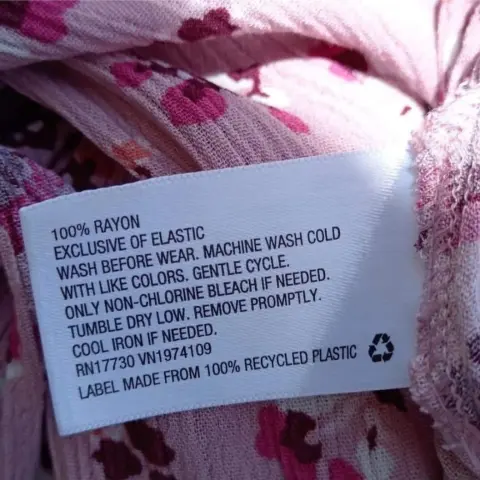 100% RAYON
EXCLUSIVE OF ELASTIC
WASH BEFORE WEAR. MACHINE WASH COLD
WITH LIKE COLORS. GENTLE CYCLE.
ONLY NON-CHLORINE BLEACH IF NEEDED.
TUMBLE DRY LOW. REMOVE PROMPTLY.
COOL IRON IF NEEDED.
RN17730 VN1974109
LABEL MADE FROM 100% RECYCLED PLASTIC